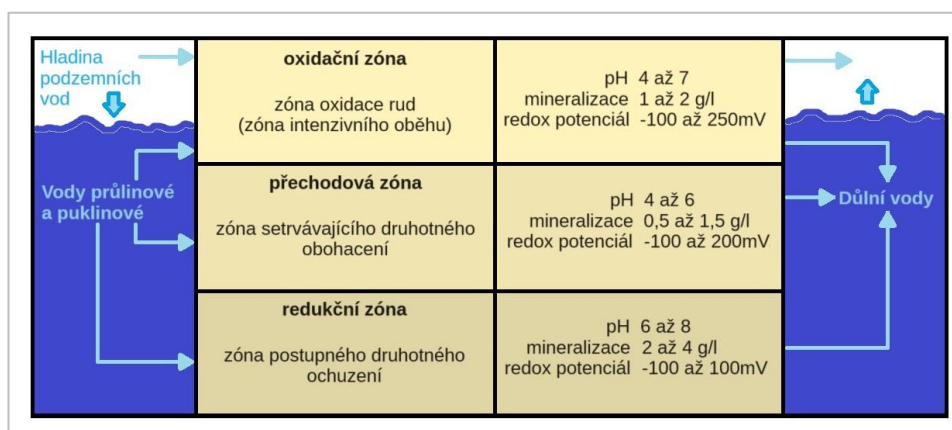 Hladina
podzemních
vod
oxidační zóna
zóna oxidace rud
(zóna intenzivního oběhu)
pH 4 až 7
mineralizace 1 až 2 g/l
redox potenciál -100 až 250mV
Vody průlinové
a puklinové
přechodová zóna
zóna setrvávajícího druhotného
obohacení
pH 4 až 6
mineralizace 0,5 až 1,5 g/l
redox potenciál -100 až 200mV
Důlní vody
redukční zóna
zóna postupného druhotného
ochuzení
pH 6 až 8
mineralizace 2 až 4 g/l
redox potenciál -100 až 100mV